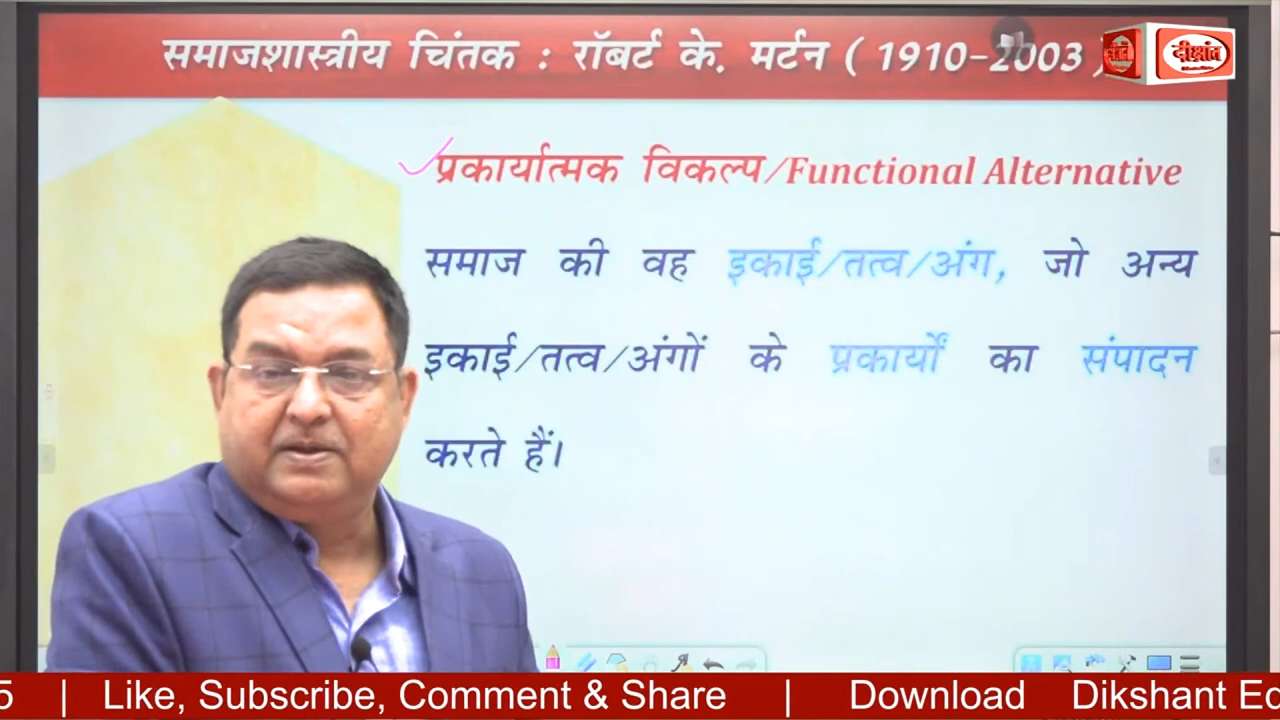 समाजशास्त्रीय चिंतक : रॉबर्ट के. मर्टन ( 1910-2003 )
दीक्षांत
प्रकार्यात्मक विकल्प/Functional Alternative
समाज की वह इकाई/तत्व/अंग, जो अन्य
इकाई/तत्व/अंगों के प्रकार्यों का संपादन
करते हैं।
5 | Like, Subscribe, Comment & Share | Download Dikshant Ed